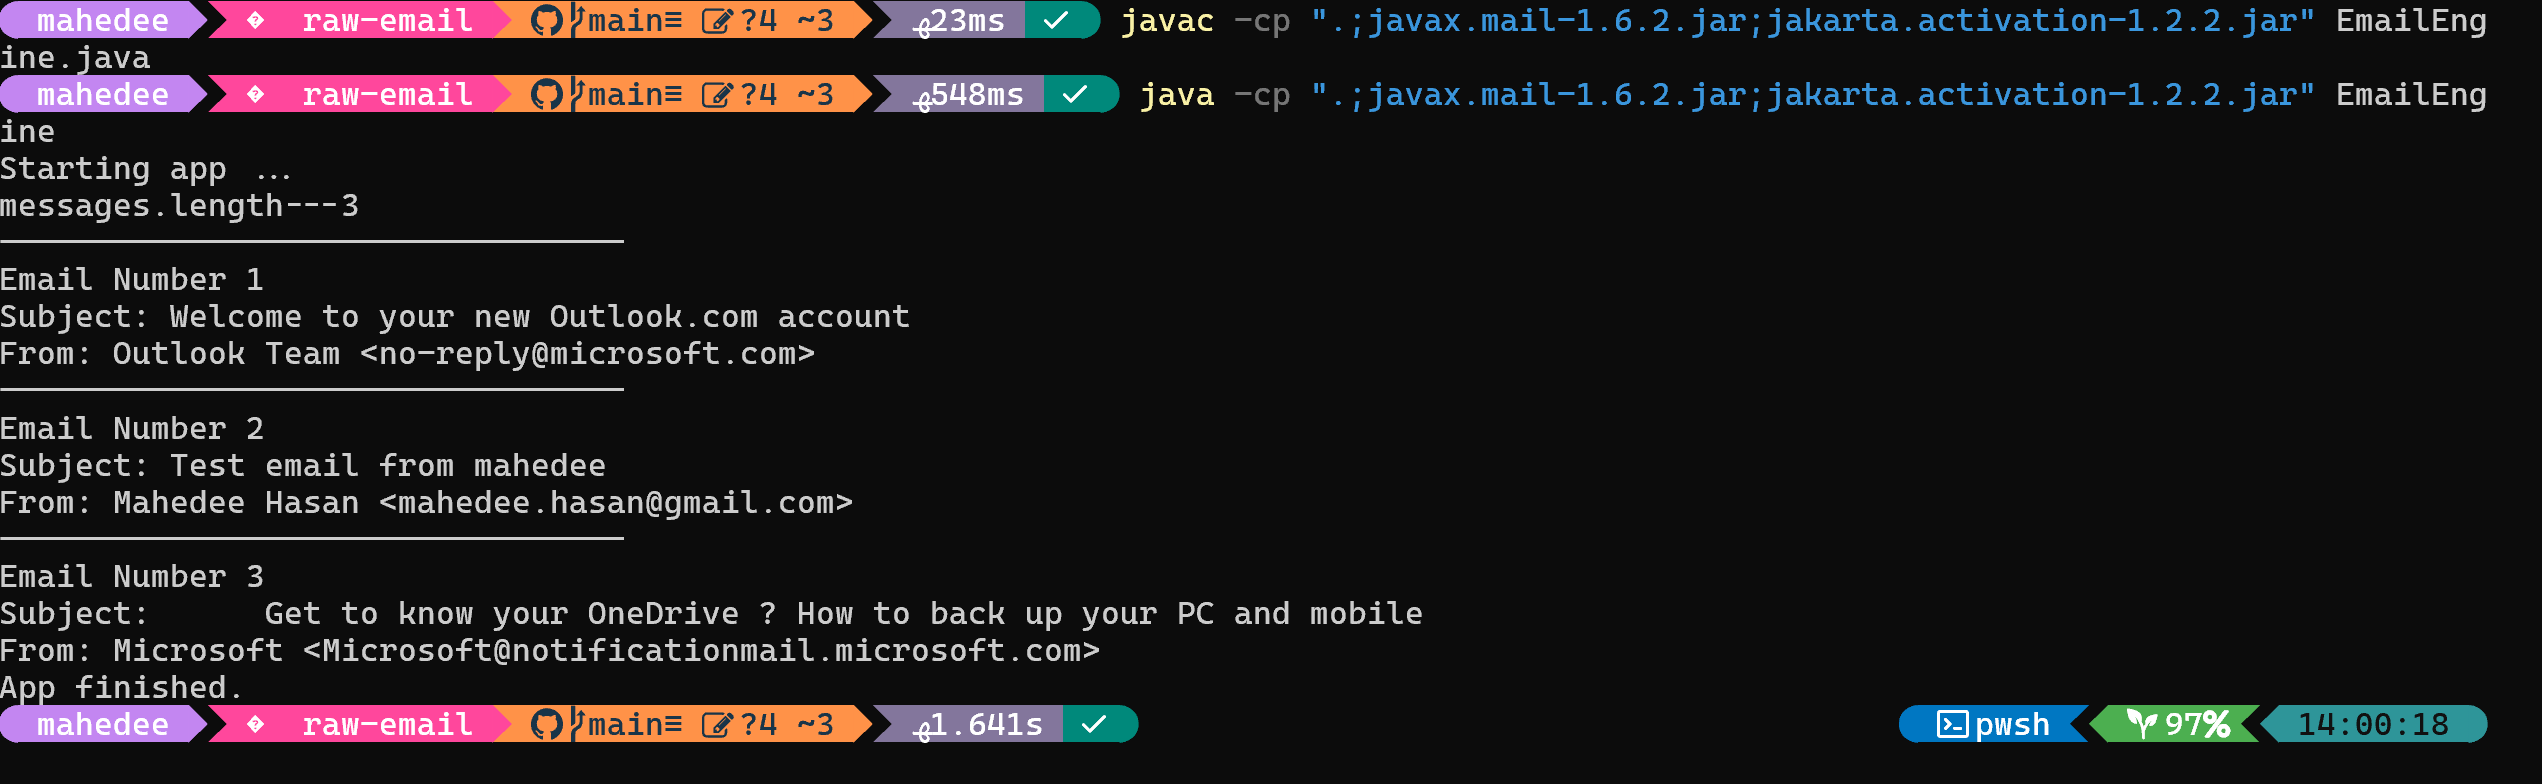 mahedee raw-email main≡ ?4 ~3 23ms ✓ javac -cp ".;javax.mail-1.6.2.jar;jakarta.activation-1.2.2.jar" EmailEng
ine.java
mahedee raw-email main≡ ?4 ~3 548ms ✓ java -cp ".;javax.mail-1.6.2.jar;jakarta.activation-1.2.2.jar" EmailEng
ine
Starting app ...
messages.length---3
---------------------------------
Email Number 1
Subject: Welcome to your new Outlook.com account
From: Outlook Team <no-reply@microsoft.com>
---------------------------------
Email Number 2
Subject: Test email from mahedee
From: Mahedee Hasan <mahedee.hasan@gmail.com>
---------------------------------
Email Number 3
Subject:      Get to know your OneDrive ? How to back up your PC and mobile
From: Microsoft <Microsoft@notificationmail.microsoft.com>
App finished.
mahedee raw-email main≡ ?4 ~3 1.641s ✓ pwsh 97% 14:00:18